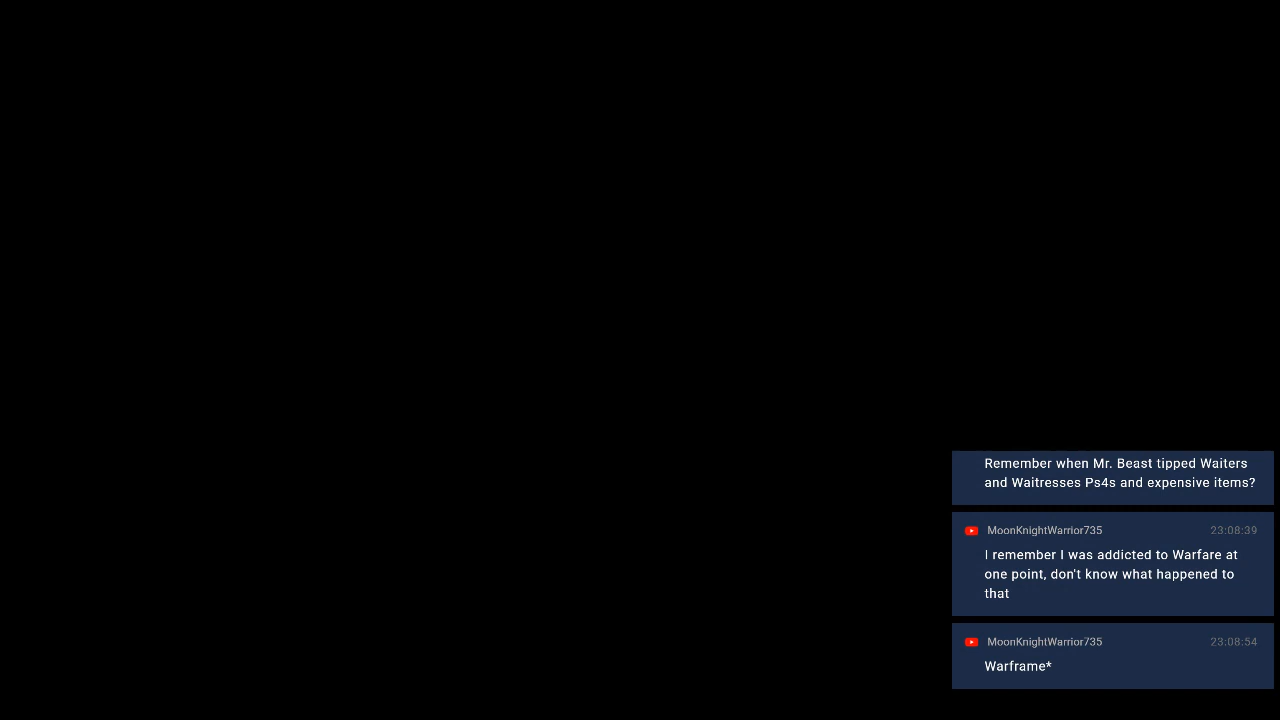 Remember when Mr. Beast tipped Waiters
and Waitresses Ps4s and expensive items?
MoonKnightWarrior735 23:08:39
I remember I was addicted to Warfare at
one point, don't know what happened to
that
MoonKnightWarrior735 23:08:54
Warframe*